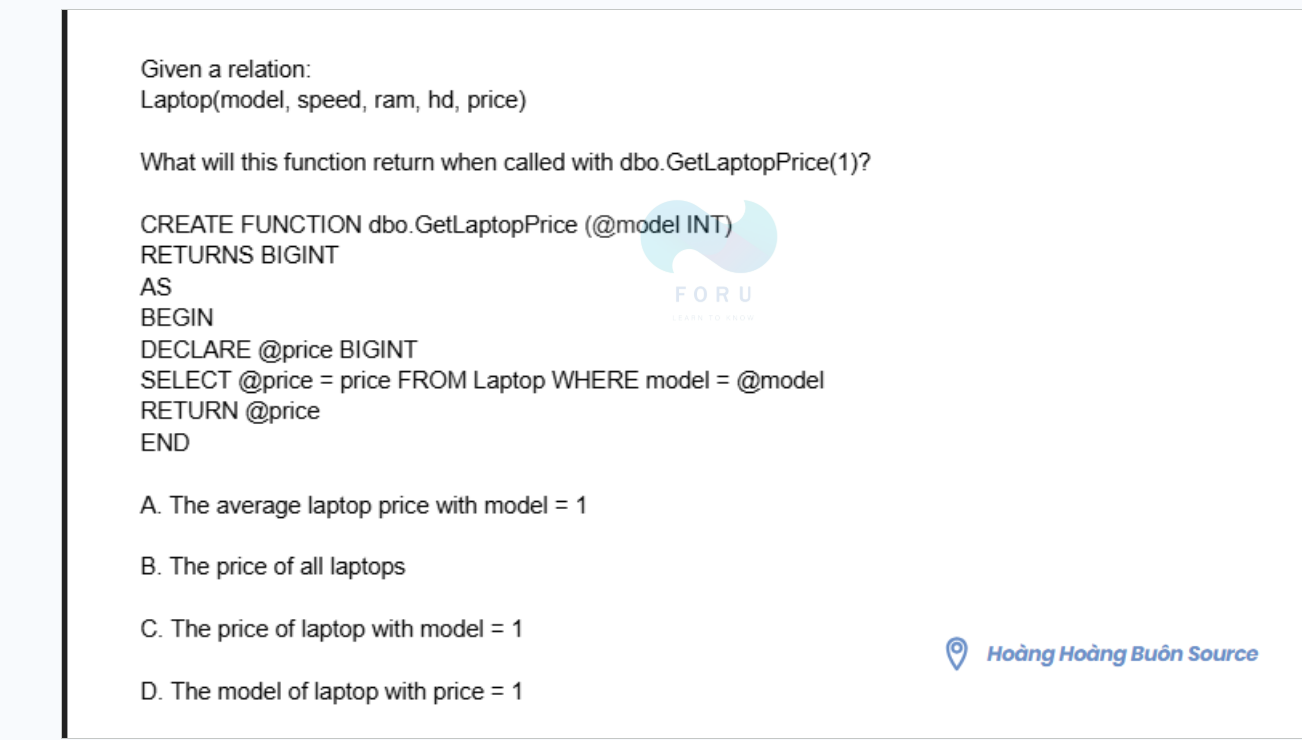 Given a relation:
Laptop(model, speed, ram, hd, price)
What will this function return when called with dbo.GetLaptopPrice(1)?
CREATE FUNCTION dbo.GetLaptopPrice (@model INT)
RETURNS BIGINT
AS
BEGIN
DECLARE @price BIGINT
SELECT @price = price FROM Laptop WHERE model = @model
RETURN @price
END
FORU
LEARN TO KNOW
A. The average laptop price with model = 1
B. The price of all laptops
C. The price of laptop with model = 1
D. The model of laptop with price = 1
Hoàng Hoàng Buôn Source